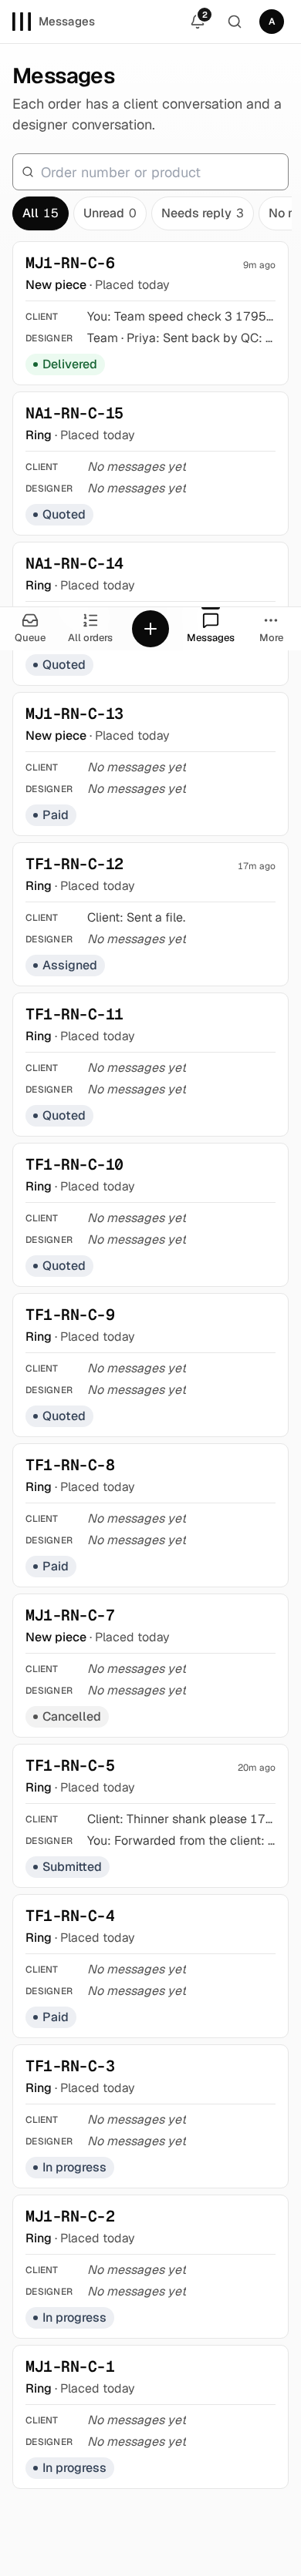 Messages
2
A
Messages
Each order has a client conversation and a
designer conversation.
Order number or product
All 15
Unread 0
Needs reply 3
No r
MJ1-RN-C-6
9m ago
New piece · Placed today
CLIENT You: Team speed check 3 1795...
DESIGNER Team · Priya: Sent back by QC: ...
Delivered
NA1-RN-C-15
Ring · Placed today
CLIENT No messages yet
DESIGNER No messages yet
Quoted
NA1-RN-C-14
Ring · Placed today
Queue
All orders
Messages
More
Quoted
MJ1-RN-C-13
New piece · Placed today
CLIENT No messages yet
DESIGNER No messages yet
Paid
TF1-RN-C-12
17m ago
Ring · Placed today
CLIENT Client: Sent a file.
DESIGNER No messages yet
Assigned
TF1-RN-C-11
Ring · Placed today
CLIENT No messages yet
DESIGNER No messages yet
Quoted
TF1-RN-C-10
Ring · Placed today
CLIENT No messages yet
DESIGNER No messages yet
Quoted
TF1-RN-C-9
Ring · Placed today
CLIENT No messages yet
DESIGNER No messages yet
Quoted
TF1-RN-C-8
Ring · Placed today
CLIENT No messages yet
DESIGNER No messages yet
Paid
MJ1-RN-C-7
New piece · Placed today
CLIENT No messages yet
DESIGNER No messages yet
Cancelled
TF1-RN-C-5
20m ago
Ring · Placed today
CLIENT Client: Thinner shank please 17...
DESIGNER You: Forwarded from the client: ...
Submitted
TF1-RN-C-4
Ring · Placed today
CLIENT No messages yet
DESIGNER No messages yet
Paid
TF1-RN-C-3
Ring · Placed today
CLIENT No messages yet
DESIGNER No messages yet
In progress
MJ1-RN-C-2
Ring · Placed today
CLIENT No messages yet
DESIGNER No messages yet
In progress
MJ1-RN-C-1
Ring · Placed today
CLIENT No messages yet
DESIGNER No messages yet
In progress